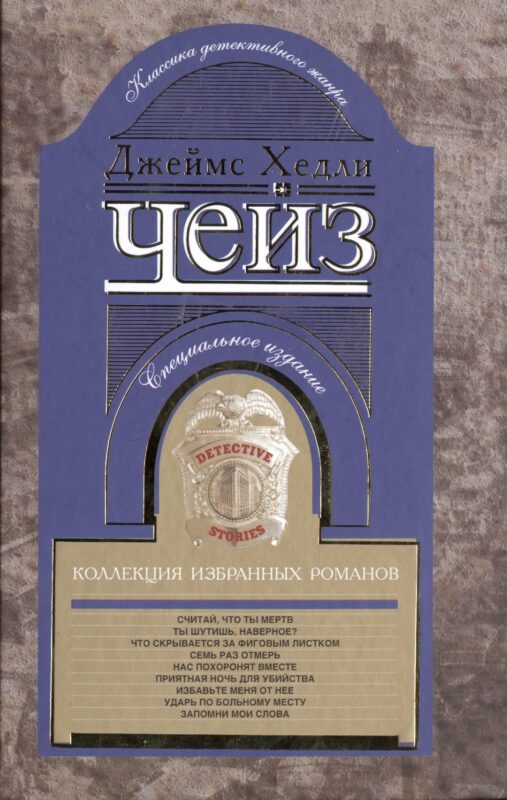 Классика детективного жанра
Джеймс Хедли
Чейз
Специальное издание
DETECTIVE
STORIES
КОЛЛЕКЦИЯ ИЗБРАННЫХ РОМАНОВ
СЧИТАЙ, ЧТО ТЫ МЕРТВ
ТЫ ШУТИШЬ, НАВЕРНОЕ?
ЧТО СКРЫВАЕТСЯ ЗА ФИГОВЫМ ЛИСТКОМ
СЕМЬ РАЗ ОТМЕРЬ
НАС ПОХОРОНЯТ ВМЕСТЕ
ПРИЯТНАЯ НОЧЬ ДЛЯ УБИЙСТВА
ИЗБАВЬТЕ МЕНЯ ОТ НЕЕ
УДАРЬ ПО БОЛЬНОМУ МЕСТУ
ЗАПОМНИ МОИ СЛОВА